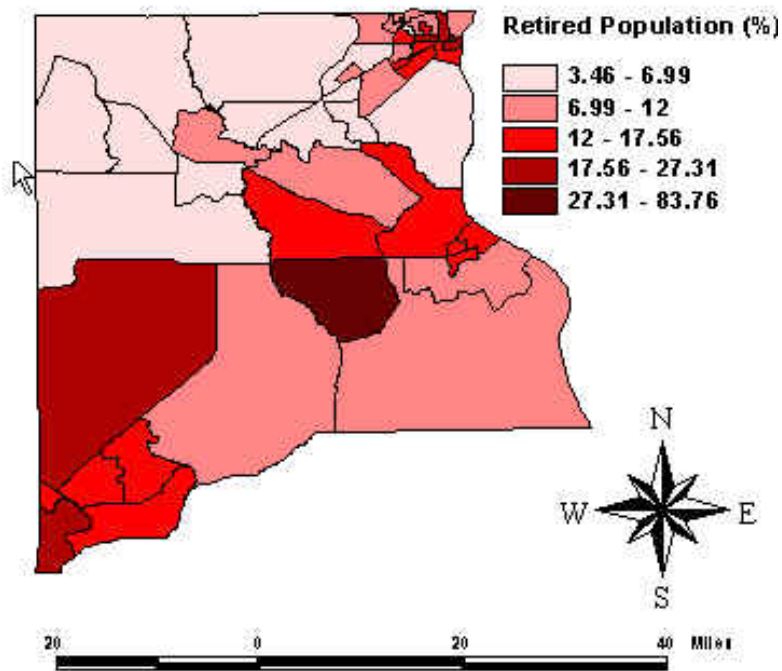 Retired Population (%)
3.46 - 6.99
6.99 - 12
12 - 17.56
17.56 - 27.31
27.31 - 83.76
N
W E
S
20 0 20 40 Miles